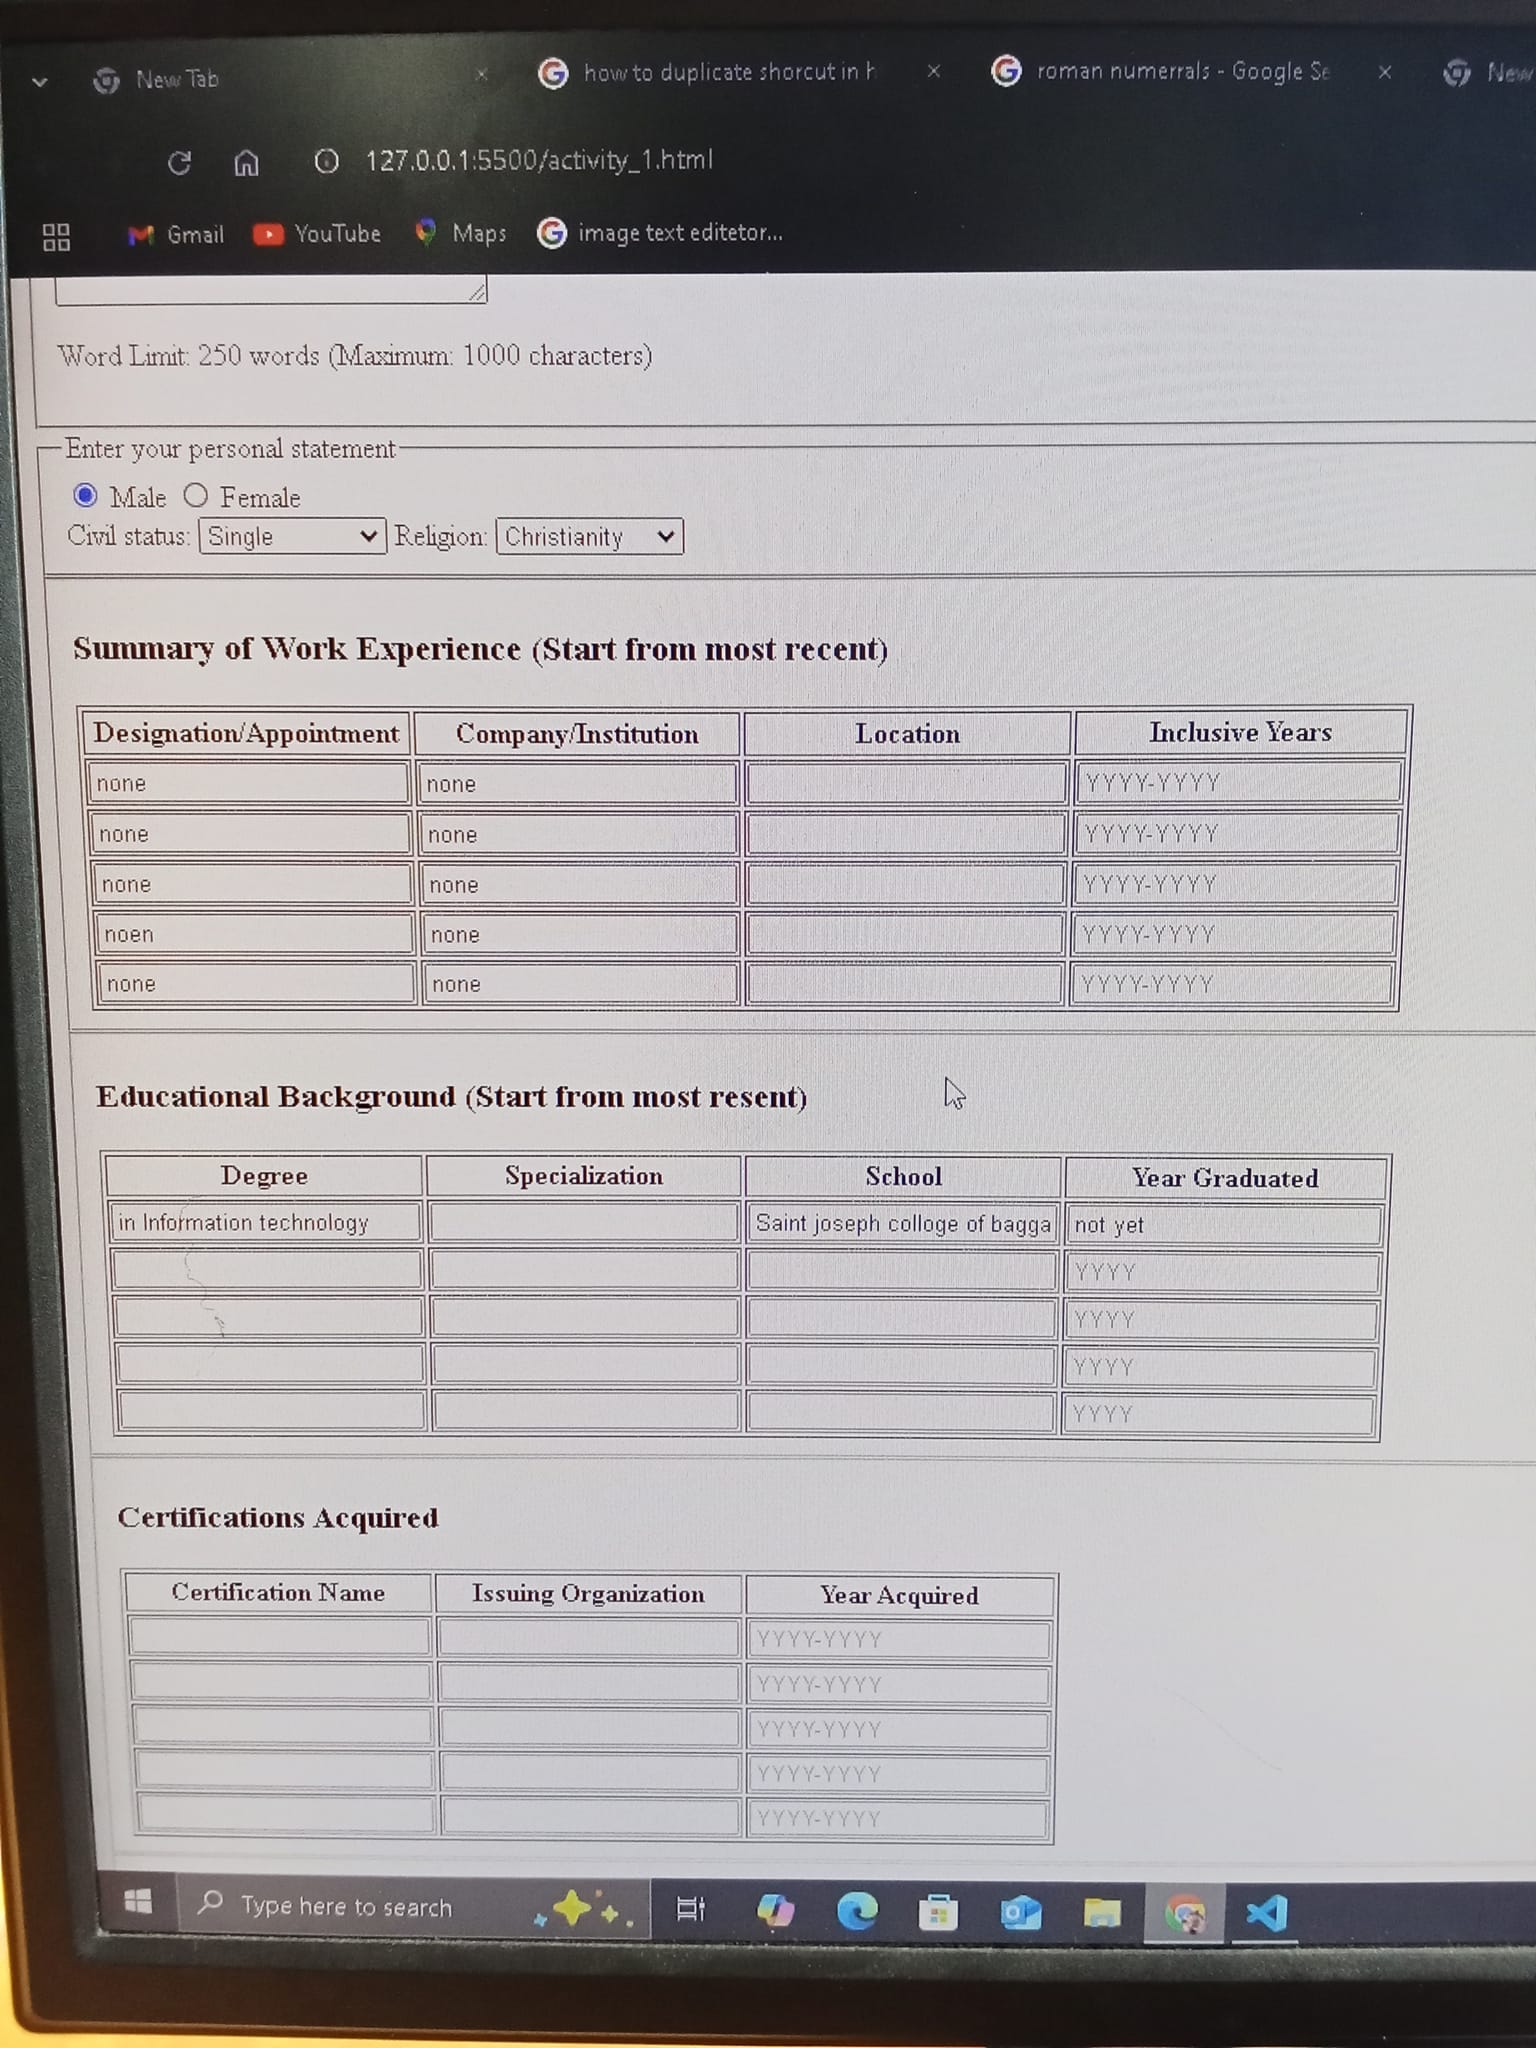 New Tab
how to duplicate shorcut in h
roman numerrals - Google Se
New
127.0.0.1:5500/activity_1.html
Gmail
YouTube
Maps
image text editetor...
Word Limit: 250 words (Maximum: 1000 characters)
Enter your personal statement
Male Female
Civil status: Single Religion: Christianity
Summary of Work Experience (Start from most recent)
Designation/Appointment Company/Institution Location Inclusive Years
none none YYYY-YYYY
none none YYYY-YYYY
none none YYYY-YYYY
noen none YYYY-YYYY
none none YYYY-YYYY
Educational Background (Start from most resent)
Degree Specialization School Year Graduated
in Information technology Saint joseph colloge of bagga not yet
YYYY
YYYY
YYYY
YYYY
Certifications Acquired
Certification Name Issuing Organization Year Acquired
YYYY-YYYY
YYYY-YYYY
YYYY-YYYY
YYYY-YYYY
YYYY-YYYY
Type here to search